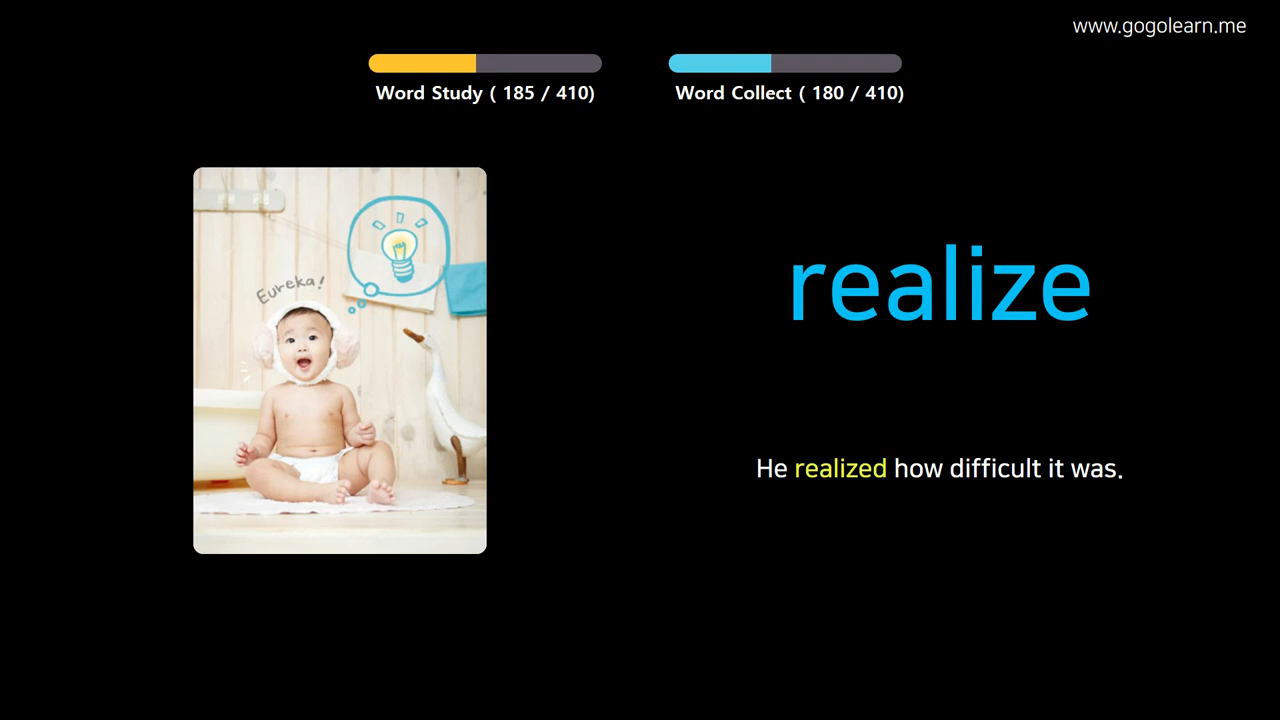 www.gogolearn.me
Word Study ( 185 / 410)
Word Collect ( 180 / 410)
Eureka!
realize
He realized how difficult it was.